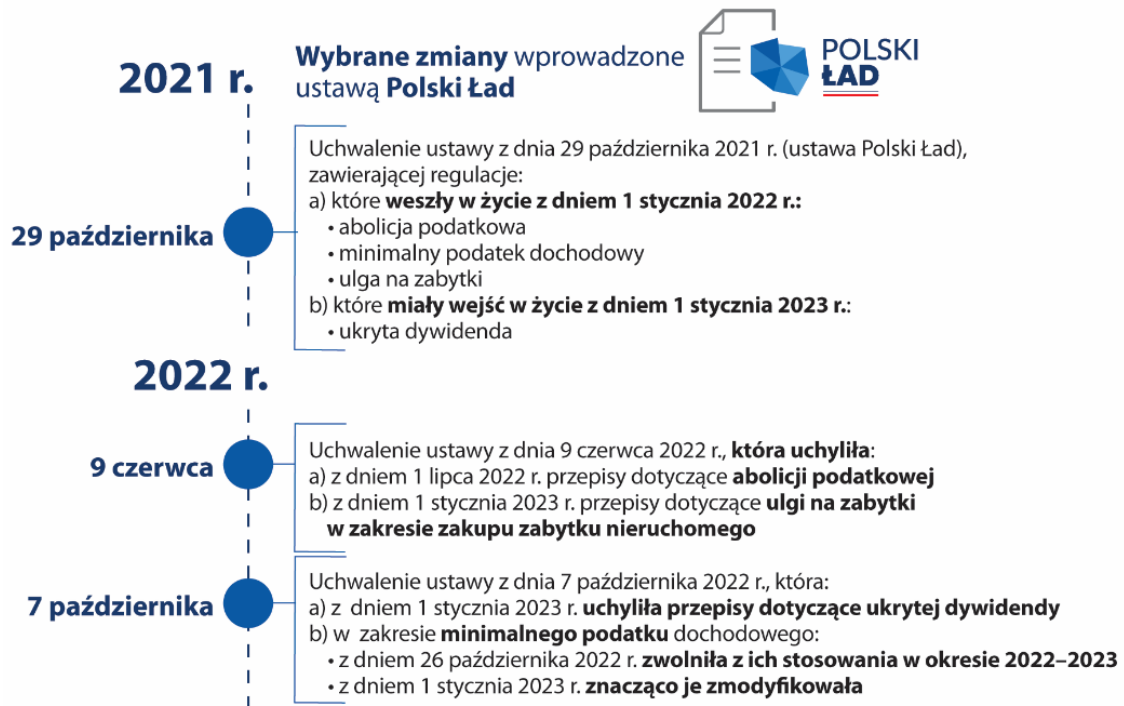 2021 r.
Wybrane zmiany wprowadzone
ustawą Polski Ład
POLSKI
ŁAD
29 października
Uchwalenie ustawy z dnia 29 października 2021 r. (ustawa Polski Ład),
zawierającej regulacje:
a) które weszły w życie z dniem 1 stycznia 2022 r.:
• abolicja podatkowa
• minimalny podatek dochodowy
• ulga na zabytki
b) które miały wejść w życie z dniem 1 stycznia 2023 r.:
• ukryta dywidenda
2022 r.
9 czerwca
Uchwalenie ustawy z dnia 9 czerwca 2022 r., która uchyliła:
a) z dniem 1 lipca 2022 r. przepisy dotyczące abolicji podatkowej
b) z dniem 1 stycznia 2023 r. przepisy dotyczące ulgi na zabytki
w zakresie zakupu zabytku nieruchomego
7 października
Uchwalenie ustawy z dnia 7 października 2022 r., która:
a) z dniem 1 stycznia 2023 r. uchyliła przepisy dotyczące ukrytej dywidendy
b) w zakresie minimalnego podatku dochodowego:
• z dniem 26 października 2022 r. zwolniła z ich stosowania w okresie 2022–2023
• z dniem 1 stycznia 2023 r. znacząco je zmodyfikowała